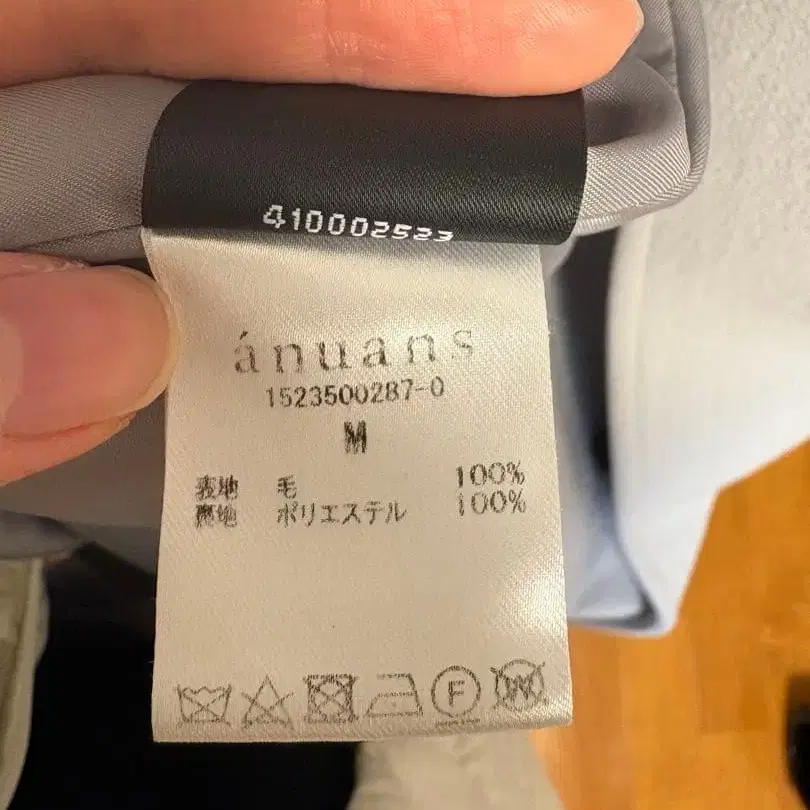 410002523
ánuans
1523500287-0
M
表地 毛 100%
裏地 ポリエステル 100%
F
W